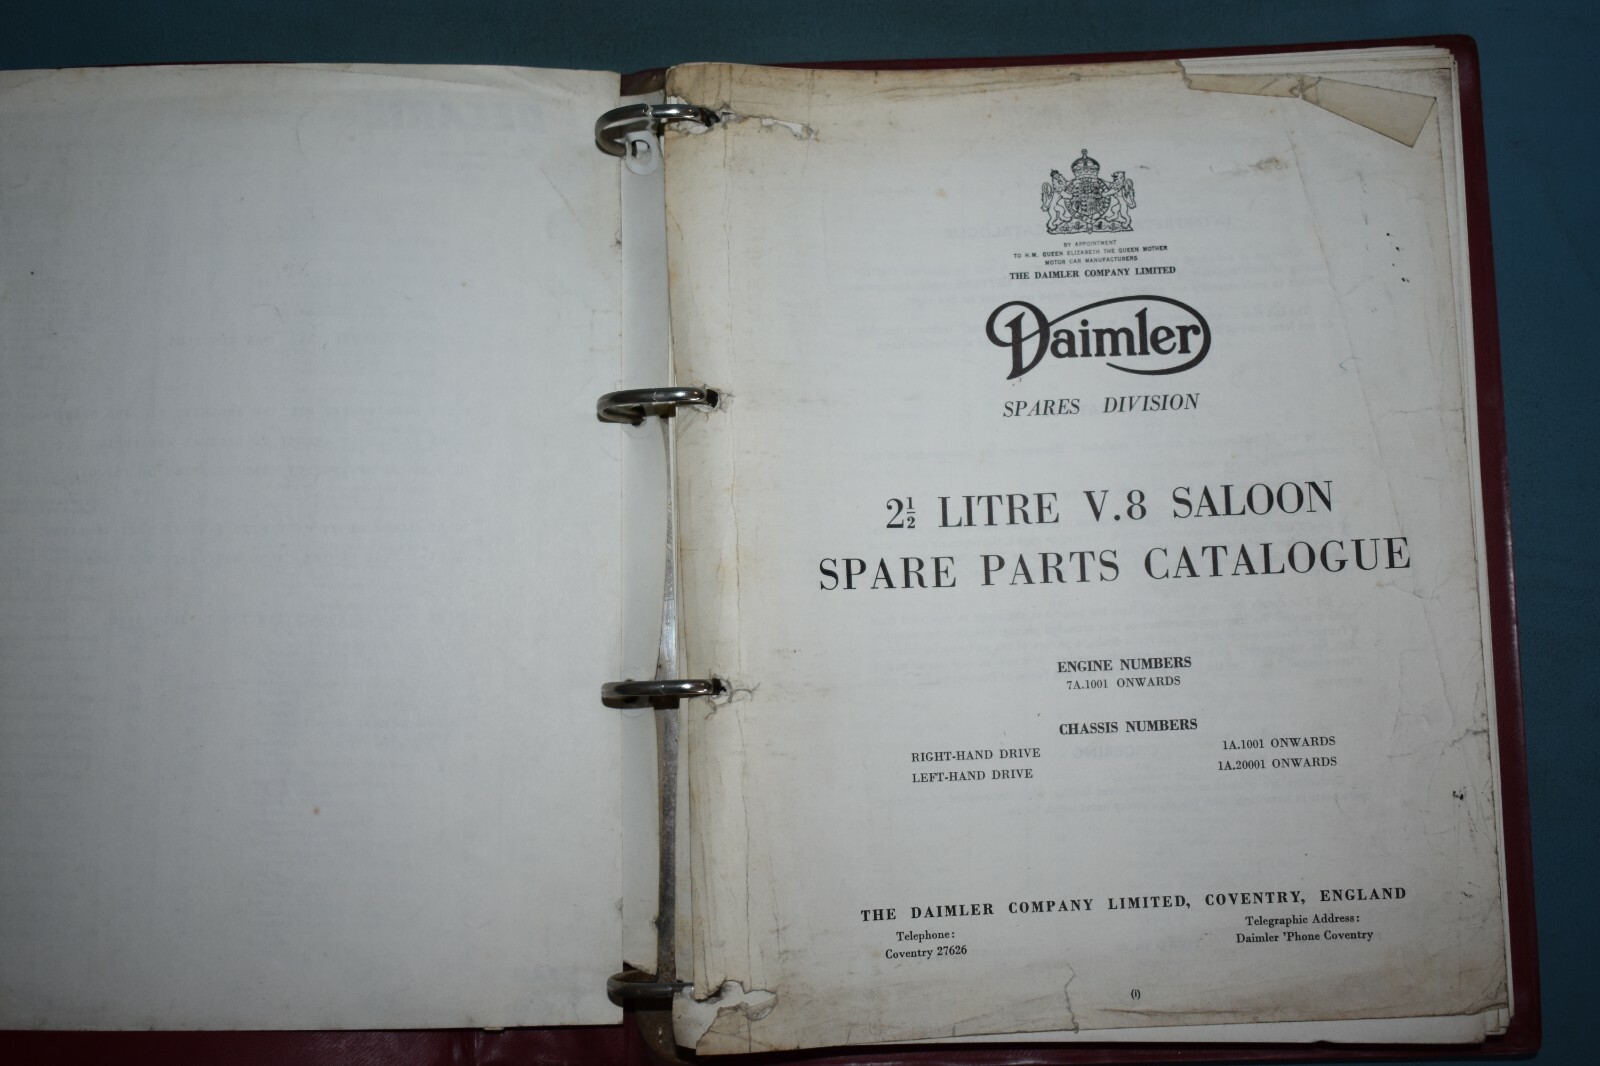 BY APPOINTMENT
TO H.M. QUEEN ELIZABETH THE QUEEN MOTHER
MOTOR CAR MANUFACTURERS
THE DAIMLER COMPANY LIMITED
Daimler
SPARES DIVISION
2½ LITRE V.8 SALOON
SPARE PARTS CATALOGUE
ENGINE NUMBERS
7A.1001 ONWARDS
CHASSIS NUMBERS
RIGHT-HAND DRIVE 1A.1001 ONWARDS
LEFT-HAND DRIVE 1A.20001 ONWARDS
THE DAIMLER COMPANY LIMITED, COVENTRY, ENGLAND
Telephone: Telegraphic Address:
Coventry 27626 Daimler 'Phone Coventry
(i)